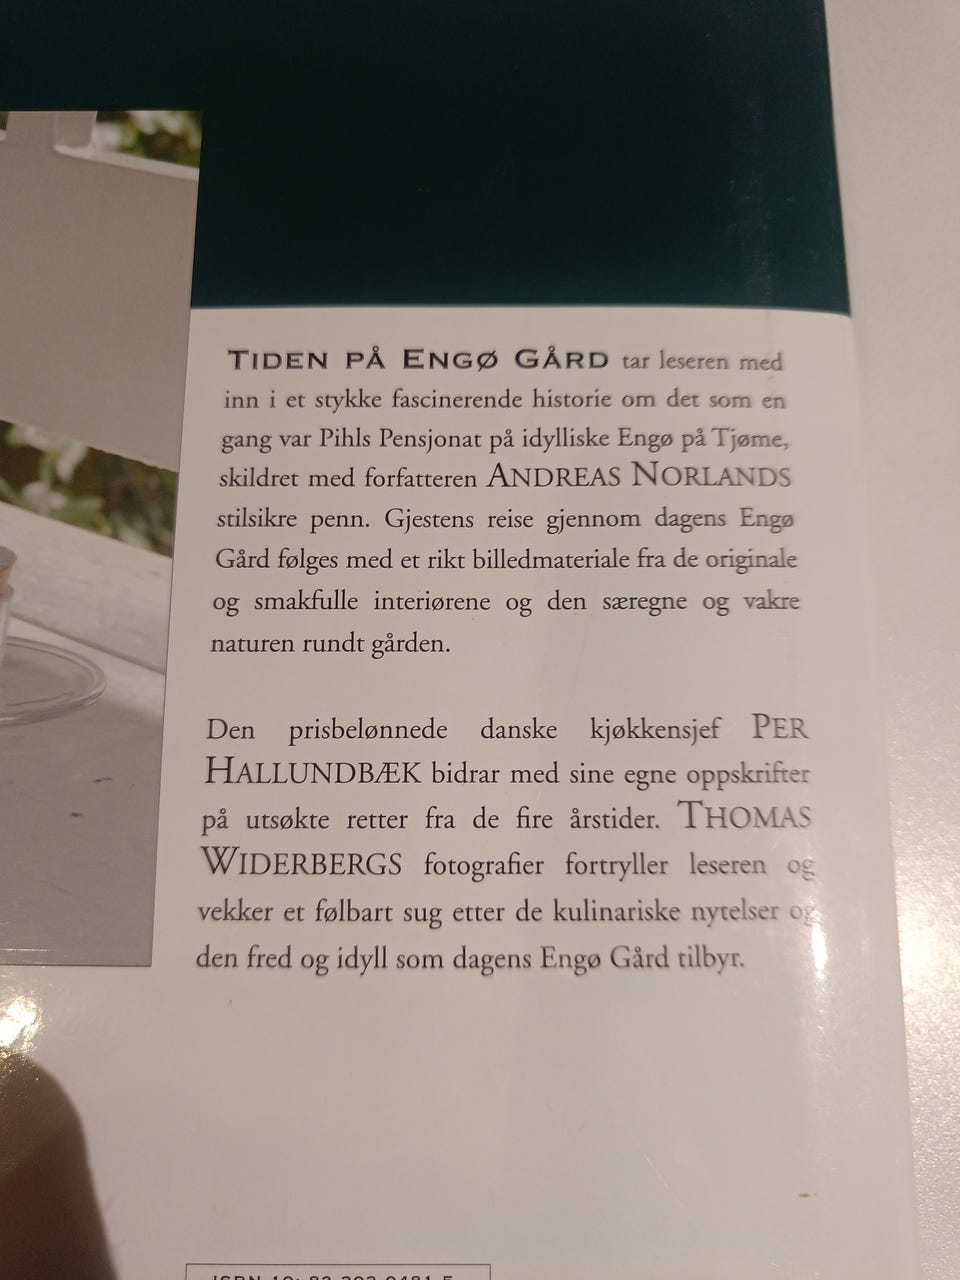 TIDEN PÅ ENGØ GÅRD tar leseren med
inn i et stykke fascinerende historie om det som en
gang var Pihls Pensjonat på idylliske Engø på Tjøme,
skildret med forfatteren ANDREAS NORLANDS
stilsikre penn. Gjestens reise gjennom dagens Engø
Gård følges med et rikt billedmateriale fra de originale
og smakfulle interiørene og den særegne og vakre
naturen rundt gården.
Den prisbelønnede danske kjøkkensjef PER
HALLUNDBÆK bidrar med sine egne oppskrifter
på utsøkte retter fra de fire årstider. THOMAS
WIDERBERGS fotografier fortryller leseren og
vekker et følbart sug etter de kulinariske nytelser og
den fred og idyll som dagens Engø Gård tilbyr.